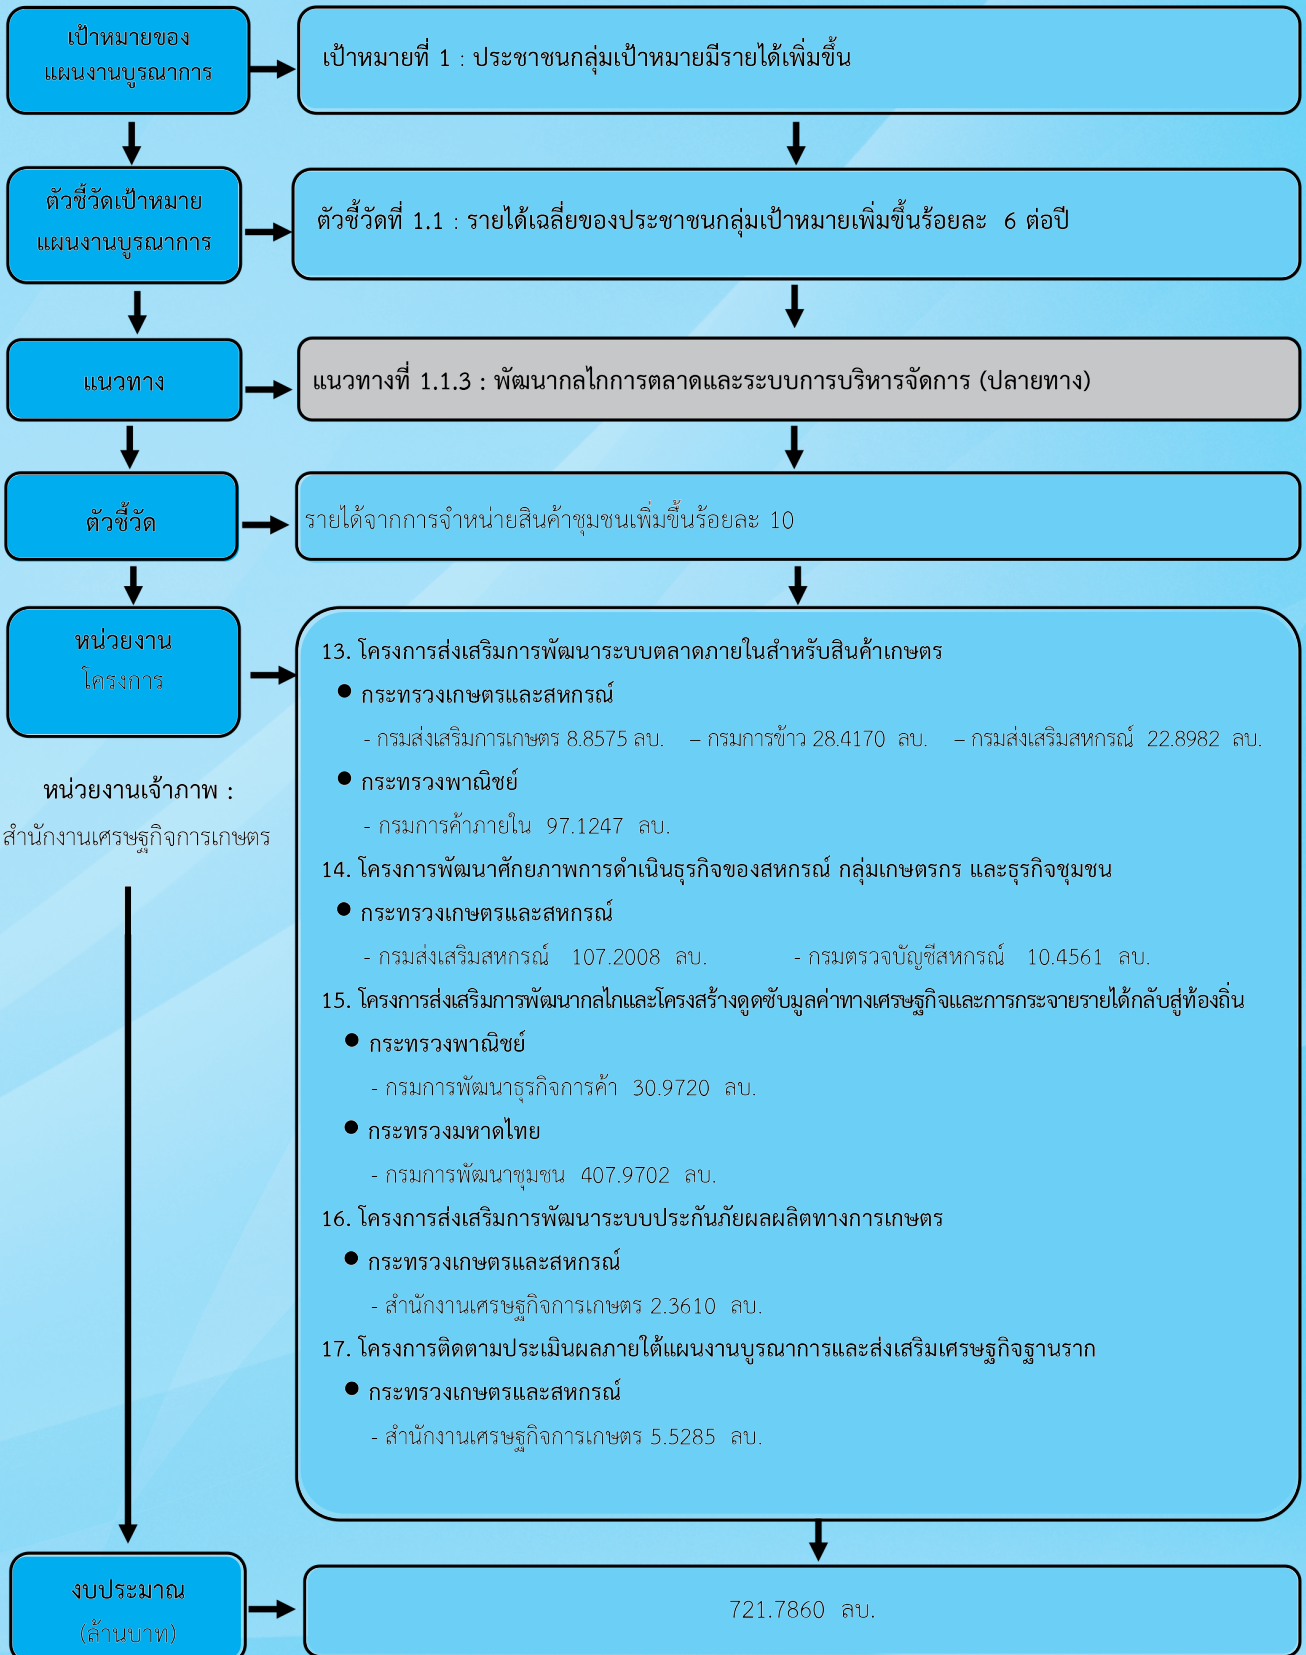 เป้าหมายของ
แผนงานบูรณาการ
เป้าหมายที่ 1 : ประชาชนกลุ่มเป้าหมายมีรายได้เพิ่มขึ้น
ตัวชี้วัดเป้าหมาย
แผนงานบูรณาการ
ตัวชี้วัดที่ 1.1 : รายได้เฉลี่ยของประชาชนกลุ่มเป้าหมายเพิ่มขึ้นร้อยละ 6 ต่อปี
แนวทาง
แนวทางที่ 1.1.3 : พัฒนากลไกการตลาดและระบบการบริหารจัดการ (ปลายทาง)
ตัวชี้วัด
รายได้จากการจำหน่ายสินค้าชุมชนเพิ่มขึ้นร้อยละ 10
หน่วยงาน
โครงการ
หน่วยงานเจ้าภาพ :
สำนักงานเศรษฐกิจการเกษตร
13. โครงการส่งเสริมการพัฒนาระบบตลาดภายในสำหรับสินค้าเกษตร
● กระทรวงเกษตรและสหกรณ์
- กรมส่งเสริมการเกษตร 8.8575 ลบ. – กรมการข้าว 28.4170 ลบ. – กรมส่งเสริมสหกรณ์ 22.8982 ลบ.
● กระทรวงพาณิชย์
- กรมการค้าภายใน 97.1247 ลบ.
14. โครงการพัฒนาศักยภาพการดำเนินธุรกิจของสหกรณ์ กลุ่มเกษตรกร และธุรกิจชุมชน
● กระทรวงเกษตรและสหกรณ์
- กรมส่งเสริมสหกรณ์ 107.2008 ลบ. - กรมตรวจบัญชีสหกรณ์ 10.4561 ลบ.
15. โครงการส่งเสริมการพัฒนากลไกและโครงสร้างดูดซับมูลค่าทางเศรษฐกิจและการกระจายรายได้กลับสู่ท้องถิ่น
● กระทรวงพาณิชย์
- กรมการพัฒนาธุรกิจการค้า 30.9720 ลบ.
● กระทรวงมหาดไทย
- กรมการพัฒนาชุมชน 407.9702 ลบ.
16. โครงการส่งเสริมการพัฒนาระบบประกันภัยผลผลิตทางการเกษตร
● กระทรวงเกษตรและสหกรณ์
- สำนักงานเศรษฐกิจการเกษตร 2.3610 ลบ.
17. โครงการติดตามประเมินผลภายใต้แผนงานบูรณาการและส่งเสริมเศรษฐกิจฐานราก
● กระทรวงเกษตรและสหกรณ์
- สำนักงานเศรษฐกิจการเกษตร 5.5285 ลบ.
งบประมาณ
(ล้านบาท)
721.7860 ลบ.